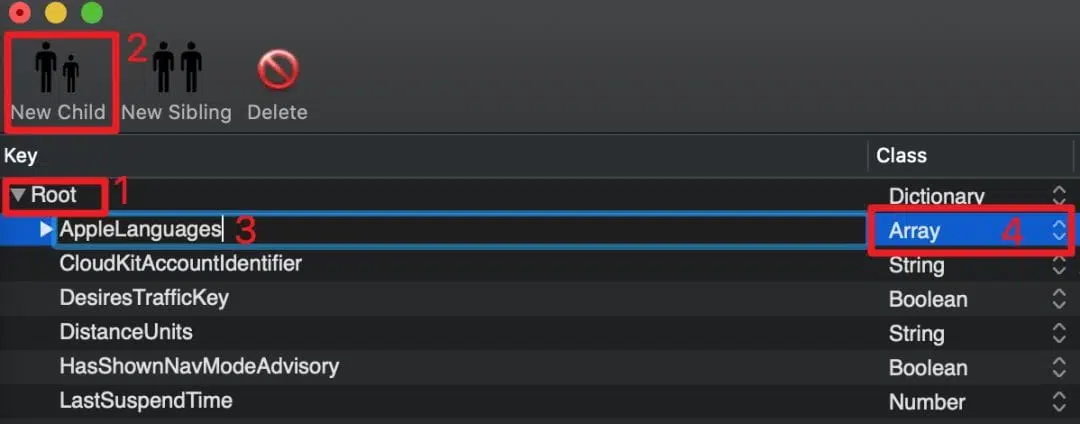 2
New Child New Sibling Delete
Key Class
Root 1 Dictionary
AppleLanguages 3 Array 4
CloudKitAccountIdentifier String
DesiresTrafficKey Boolean
DistanceUnits String
HasShownNavModeAdvisory Boolean
LastSuspendTime Number